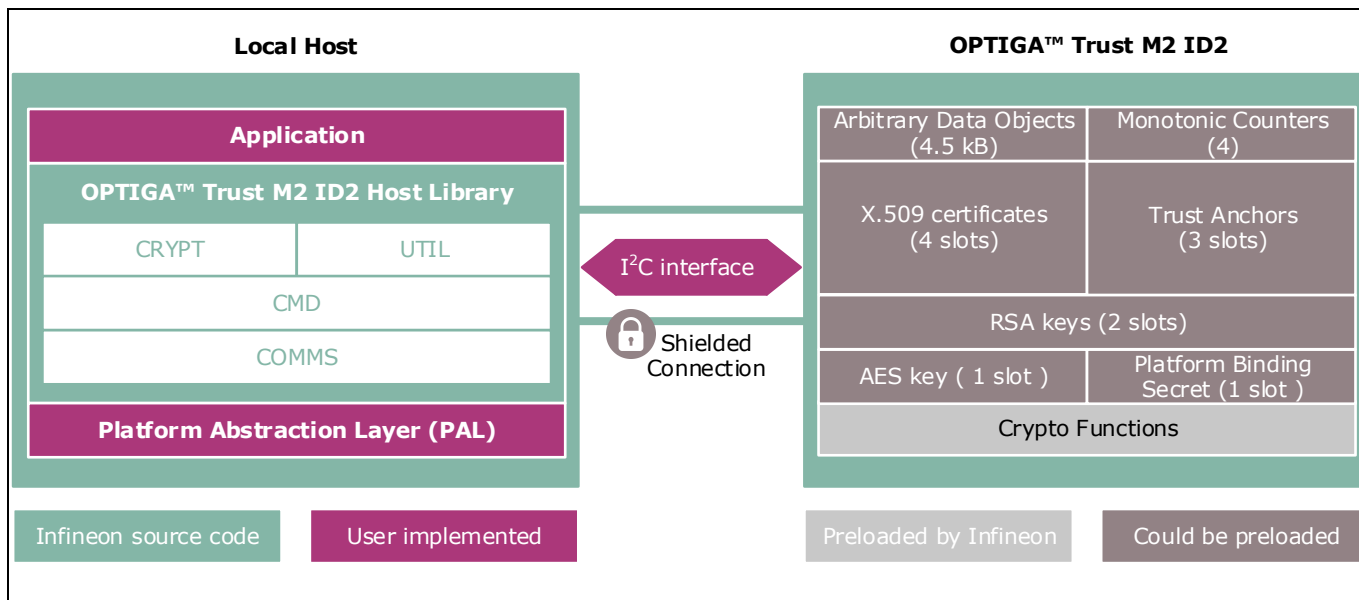 Local Host
OPTIGA™ Trust M2 ID2
Application
OPTIGA™ Trust M2 ID2 Host Library
CRYPT
UTIL
CMD
COMMS
Platform Abstraction Layer (PAL)
I²C interface
Shielded
Connection
Arbitrary Data Objects
(4.5 kB)
Monotonic Counters
(4)
X.509 certificates
(4 slots)
Trust Anchors
(3 slots)
RSA keys (2 slots)
AES key ( 1 slot )
Platform Binding
Secret (1 slot )
Crypto Functions
Infineon source code
User implemented
Preloaded by Infineon
Could be preloaded